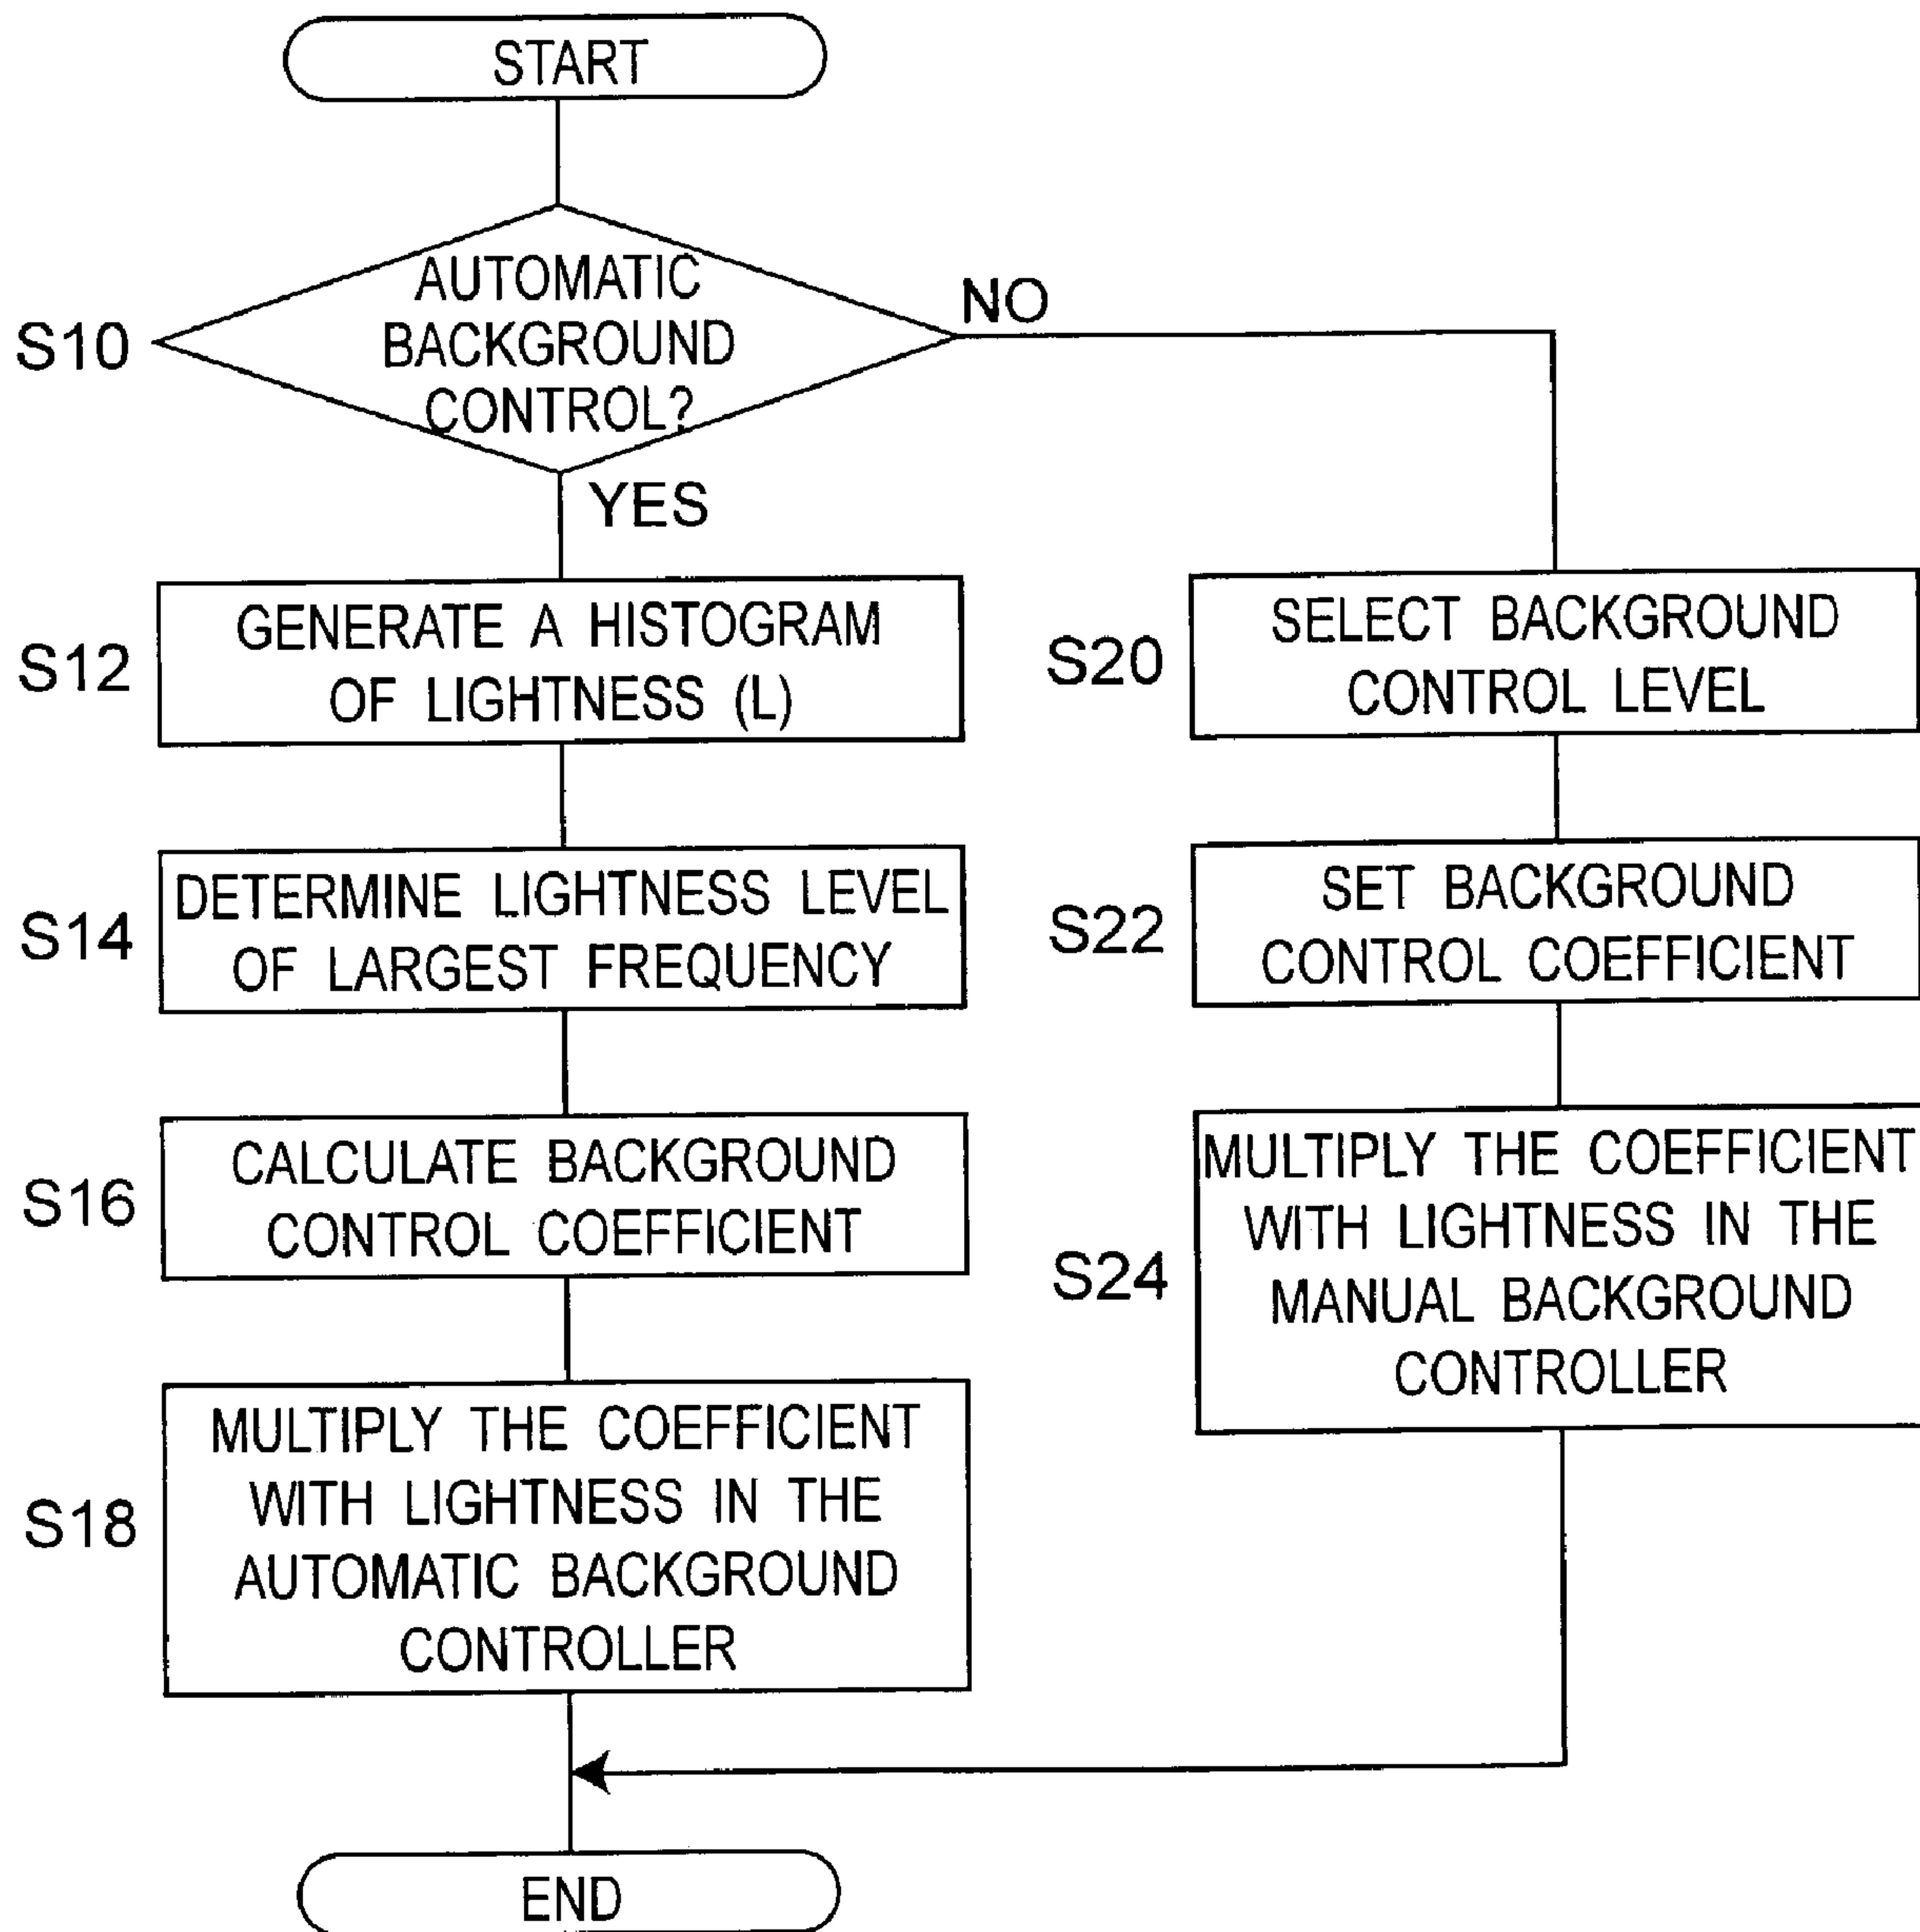 START
S10
AUTOMATIC
BACKGROUND
CONTROL?
NO
YES
S12
GENERATE A HISTOGRAM
OF LIGHTNESS (L)
S14
DETERMINE LIGHTNESS LEVEL
OF LARGEST FREQUENCY
S16
CALCULATE BACKGROUND
CONTROL COEFFICIENT
S18
MULTIPLY THE COEFFICIENT
WITH LIGHTNESS IN THE
AUTOMATIC BACKGROUND
CONTROLLER
S20
SELECT BACKGROUND
CONTROL LEVEL
S22
SET BACKGROUND
CONTROL COEFFICIENT
S24
MULTIPLY THE COEFFICIENT
WITH LIGHTNESS IN THE
MANUAL BACKGROUND
CONTROLLER
END